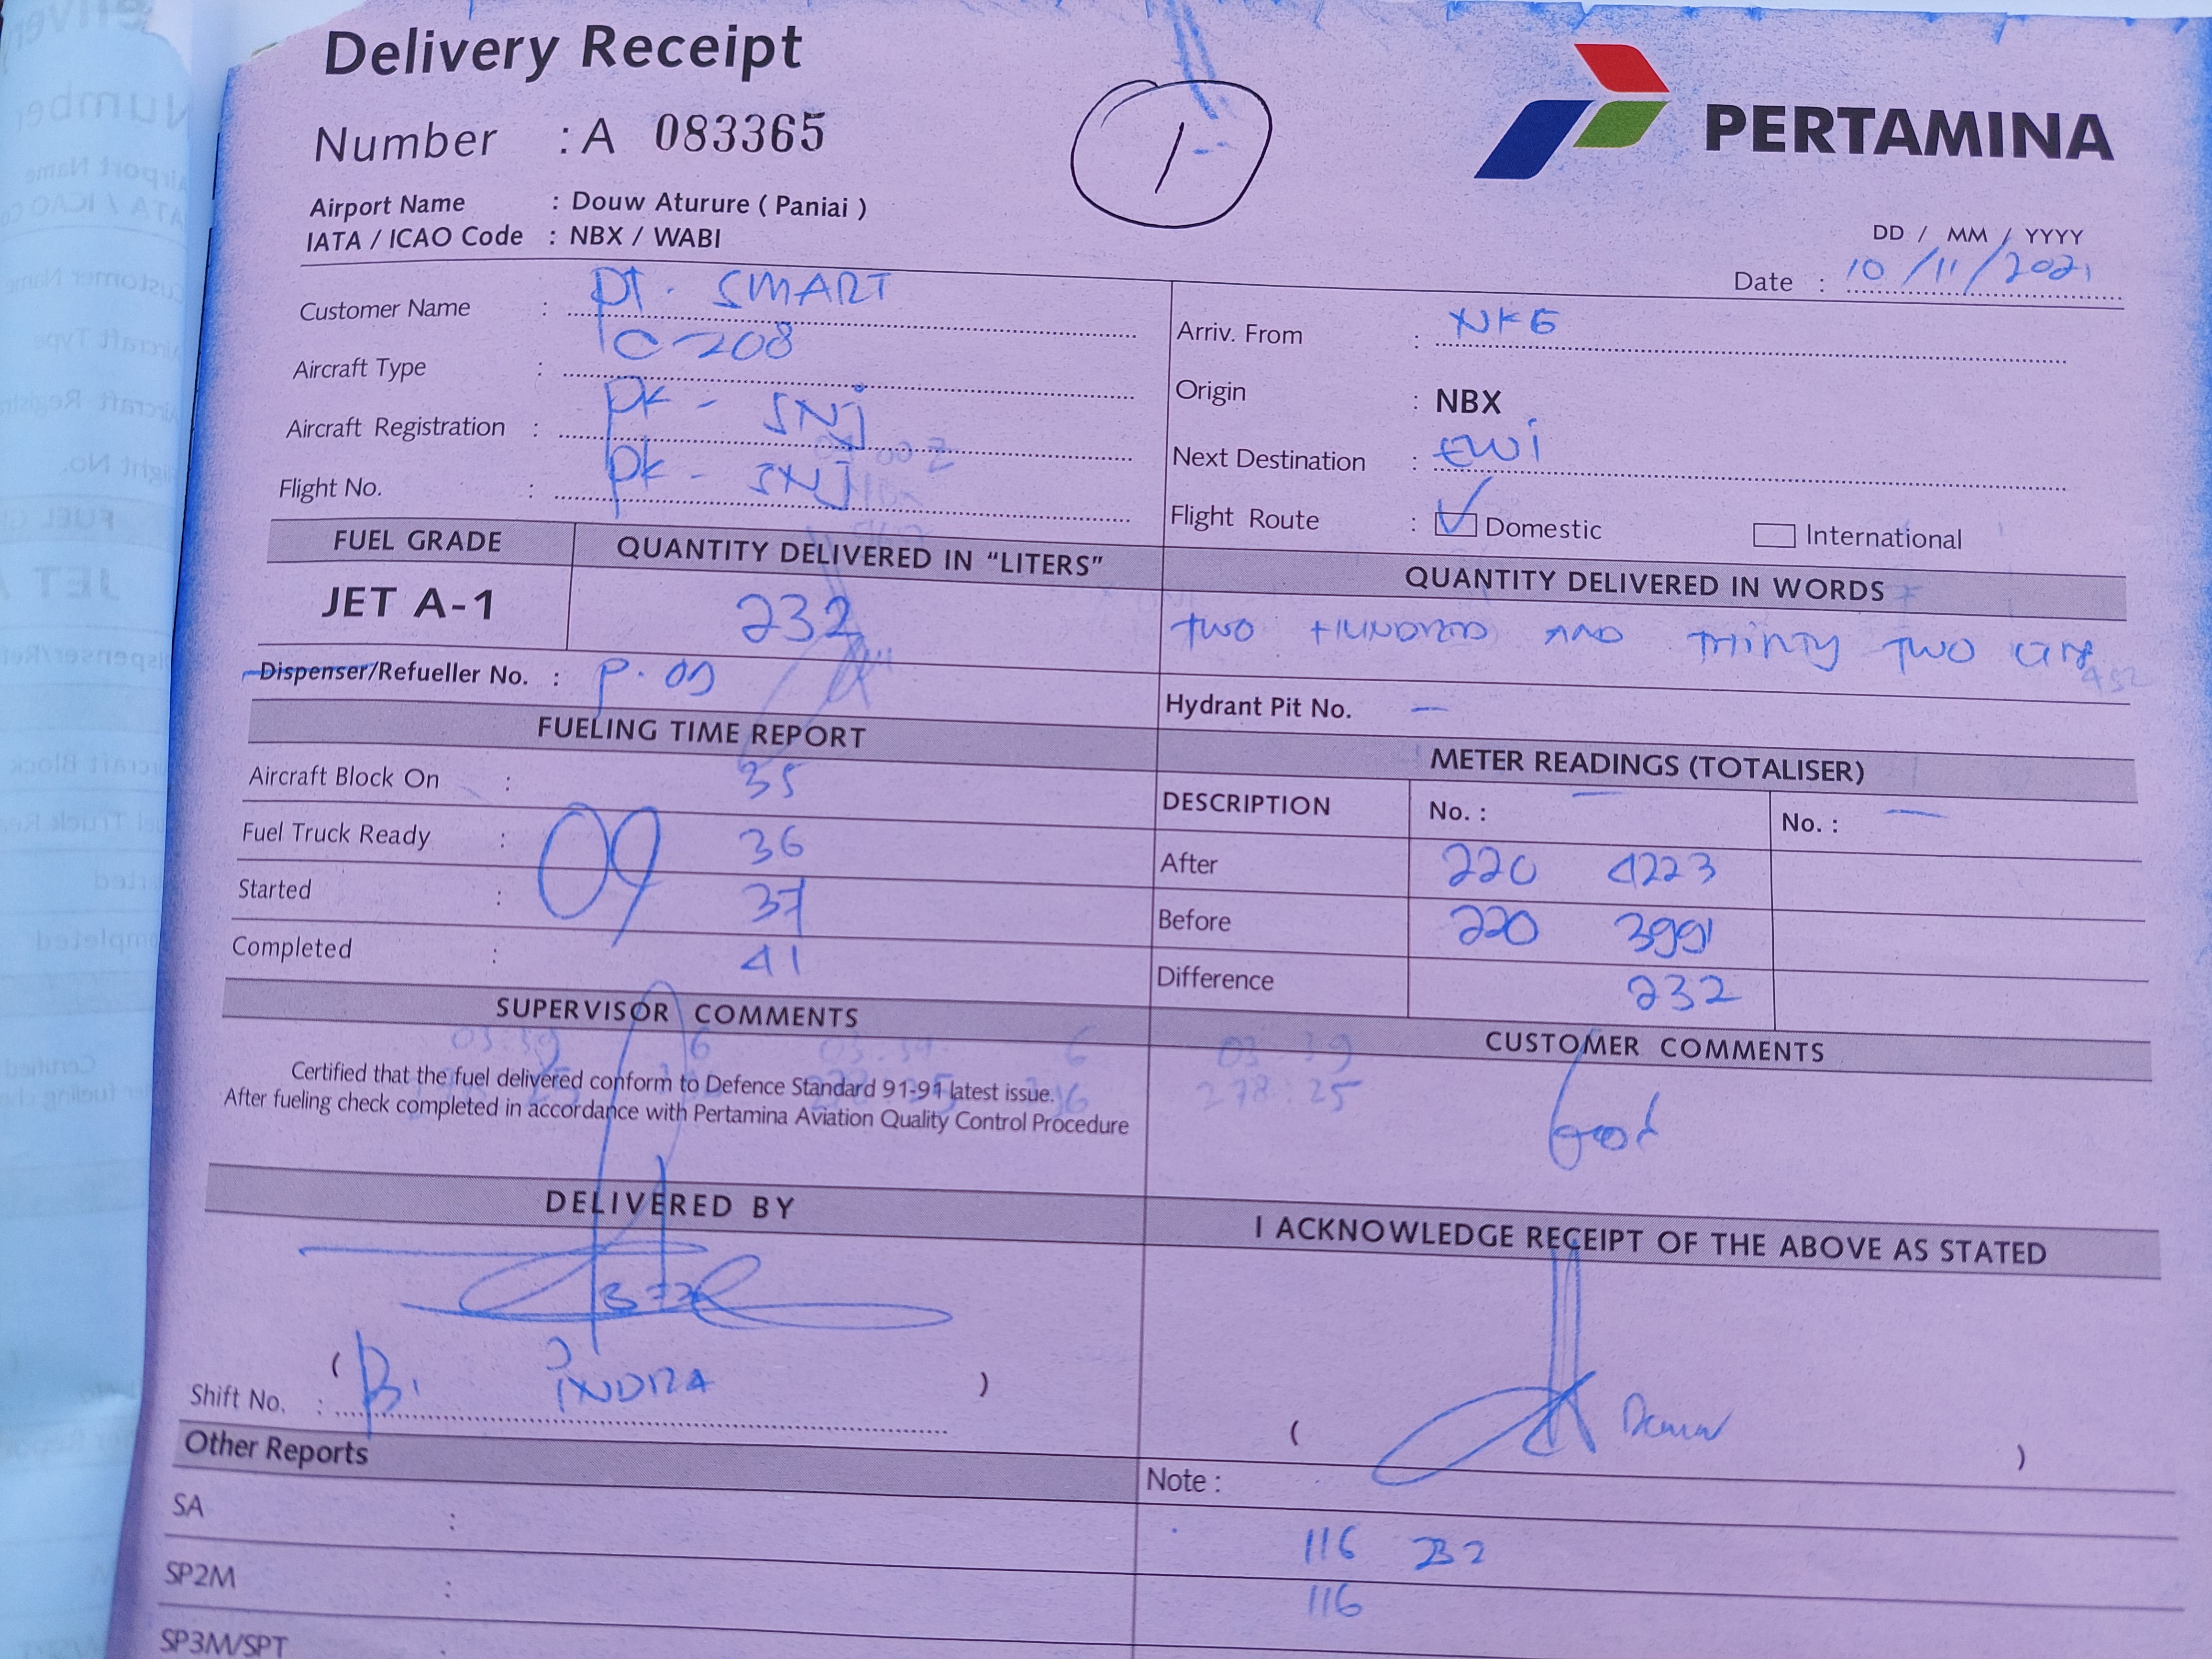 Delivery Receipt
PERTAMINA
Number : A 083365
1
Airport Name : Douw Aturure ( Paniai )
IATA / ICAO Code : NBX / WABI
DD / MM / YYYY
Date : 10 / 11 / 2021
Customer Name : PT. SMART
Aircraft Type : C-208
Aircraft Registration : PK - SNJ
Flight No. : PK - SNJ
Arriv. From :
Origin : NBX
Next Destination : EWI
Flight Route : ✓ Domestic International
FUEL GRADE
QUANTITY DELIVERED IN “LITERS”
QUANTITY DELIVERED IN WORDS
JET A-1
232
TWO HUNDRED AND THIRTY TWO
Dispenser/Refueller No. : P. 09
Hydrant Pit No. —
FUELING TIME REPORT
Aircraft Block On : 35
Fuel Truck Ready : 09 36
Started : 37
Completed : 41
METER READINGS (TOTALISER)
DESCRIPTION No. : — No. : —
After 220 4223
Before 220 3991
Difference 232
SUPERVISOR COMMENTS
Certified that the fuel delivered conform to Defence Standard 91-91 latest issue.
After fueling check completed in accordance with Pertamina Aviation Quality Control Procedure
CUSTOMER COMMENTS
Good
DELIVERED BY
( INDRA )
Shift No. :
I ACKNOWLEDGE RECEIPT OF THE ABOVE AS STATED
( )
Other Reports
SA :
SP2M :
SP3M/SPT :
Note :
116 232
116